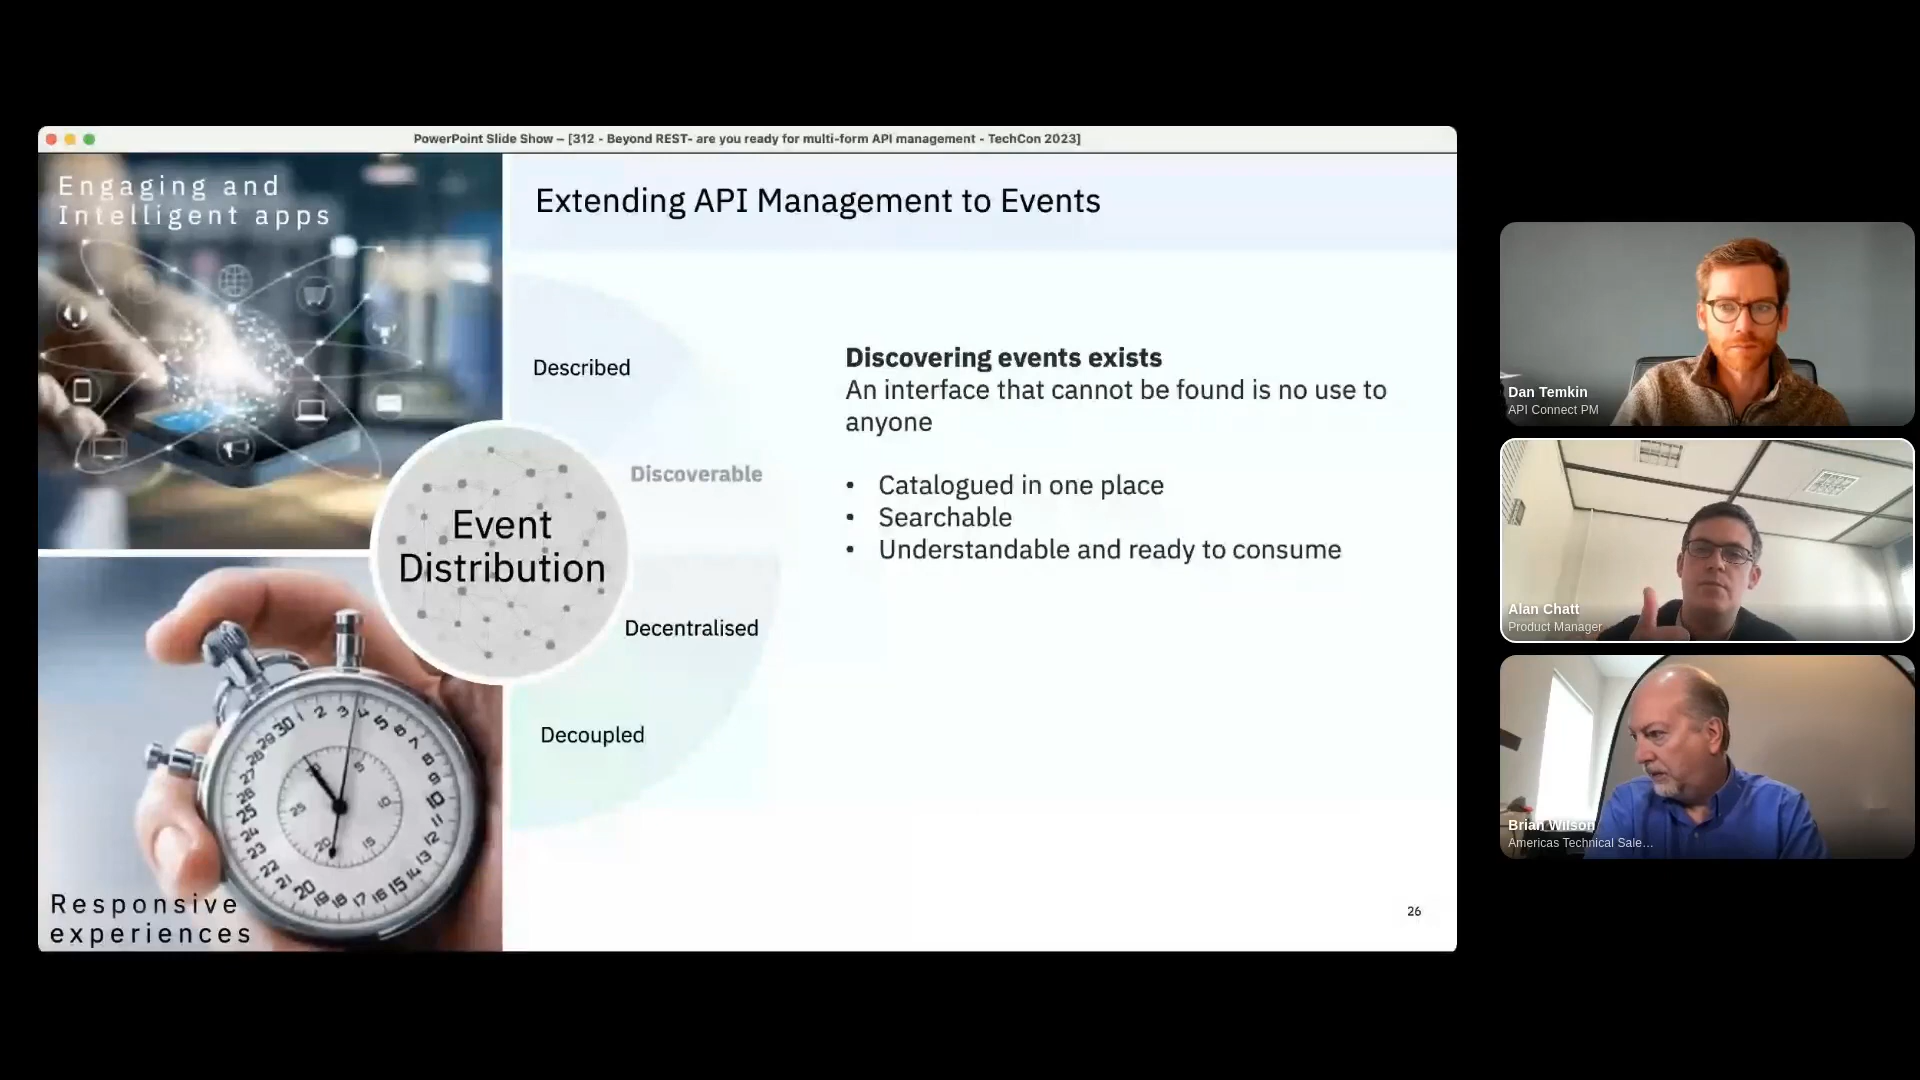 PowerPoint Slide Show – [312 - Beyond REST- are you ready for multi-form API management - TechCon 2023]
Engaging and
Intelligent apps
Extending API Management to Events
Described
Discoverable
Event
Distribution
Decentralised
Decoupled
Discovering events exists
An interface that cannot be found is no use to
anyone
• Catalogued in one place
• Searchable
• Understandable and ready to consume
Responsive
experiences
26
Dan Temkin
API Connect PM
Alan Chatt
Product Manager
Brian Wilson
Americas Technical Sale...